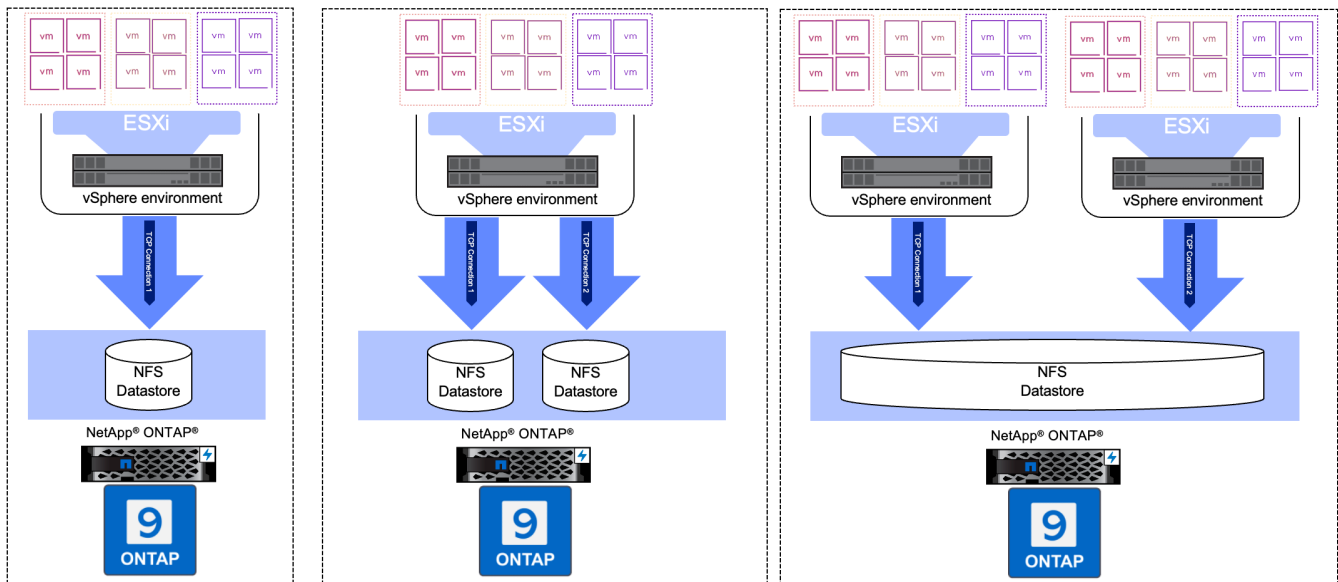 vm vm vm vm vm vm
vm vm vm vm vm vm
ESXi
vSphere environment
TCP Connection 1
NFS
Datastore
NetApp® ONTAP®
9
ONTAP
vm vm vm vm vm vm
vm vm vm vm vm vm
ESXi
vSphere environment
TCP Connection 1
TCP Connection 2
NFS
Datastore
NFS
Datastore
NetApp® ONTAP®
9
ONTAP
vm vm vm vm vm vm
vm vm vm vm vm vm
ESXi
vSphere environment
TCP Connection 1
vm vm vm vm vm vm
vm vm vm vm vm vm
ESXi
vSphere environment
TCP Connection 2
NFS
Datastore
NetApp® ONTAP®
9
ONTAP